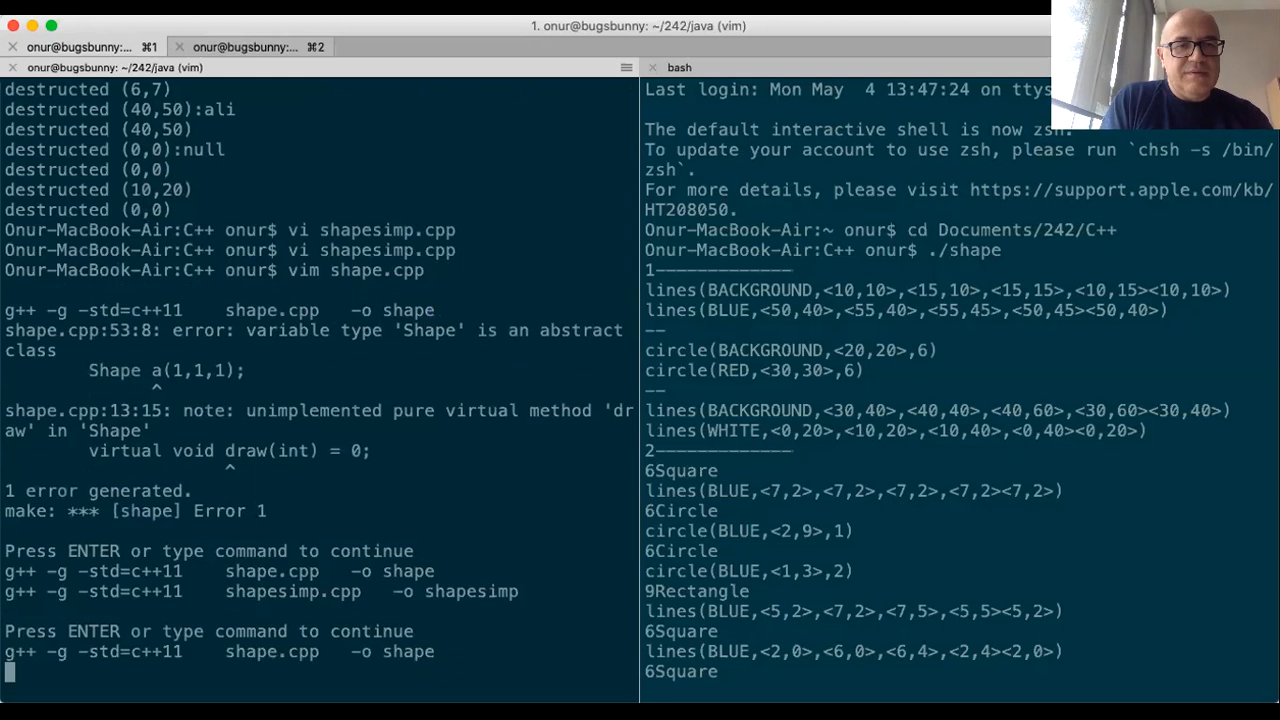 1. onur@bugsbunny: ~/242/java (vim)
onur@bugsbunny:... ⌘1
onur@bugsbunny:... ⌘2
onur@bugsbunny: ~/242/java (vim)
destructed (6,7)
destructed (40,50):ali
destructed (40,50)
destructed (0,0):null
destructed (0,0)
destructed (10,20)
destructed (0,0)
Onur-MacBook-Air:C++ onur$ vi shapesimp.cpp
Onur-MacBook-Air:C++ onur$ vi shapesimp.cpp
Onur-MacBook-Air:C++ onur$ vim shape.cpp
g++ -g -std=c++11    shape.cpp   -o shape
shape.cpp:53:8: error: variable type 'Shape' is an abstract
class
Shape a(1,1,1);
^
shape.cpp:13:15: note: unimplemented pure virtual method 'dr
aw' in 'Shape'
virtual void draw(int) = 0;
^
1 error generated.
make: *** [shape] Error 1
Press ENTER or type command to continue
g++ -g -std=c++11    shape.cpp   -o shape
g++ -g -std=c++11    shapesimp.cpp   -o shapesimp
Press ENTER or type command to continue
g++ -g -std=c++11    shape.cpp   -o shape
bash
Last login: Mon May  4 13:47:24 on ttys
The default interactive shell is now zsh.
To update your account to use zsh, please run `chsh -s /bin/
zsh`.
For more details, please visit https://support.apple.com/kb/
HT208050.
Onur-MacBook-Air:~ onur$ cd Documents/242/C++
Onur-MacBook-Air:C++ onur$ ./shape
1-------------
lines(BACKGROUND,<10,10>,<15,10>,<15,15>,<10,15><10,10>)
lines(BLUE,<50,40>,<55,40>,<55,45>,<50,45><50,40>)
--
circle(BACKGROUND,<20,20>,6)
circle(RED,<30,30>,6)
--
lines(BACKGROUND,<30,40>,<40,40>,<40,60>,<30,60><30,40>)
lines(WHITE,<0,20>,<10,20>,<10,40>,<0,40><0,20>)
2-------------
6Square
lines(BLUE,<7,2>,<7,2>,<7,2>,<7,2><7,2>)
6Circle
circle(BLUE,<2,9>,1)
6Circle
circle(BLUE,<1,3>,2)
9Rectangle
lines(BLUE,<5,2>,<7,2>,<7,5>,<5,5><5,2>)
6Square
lines(BLUE,<2,0>,<6,0>,<6,4>,<2,4><2,0>)
6Square